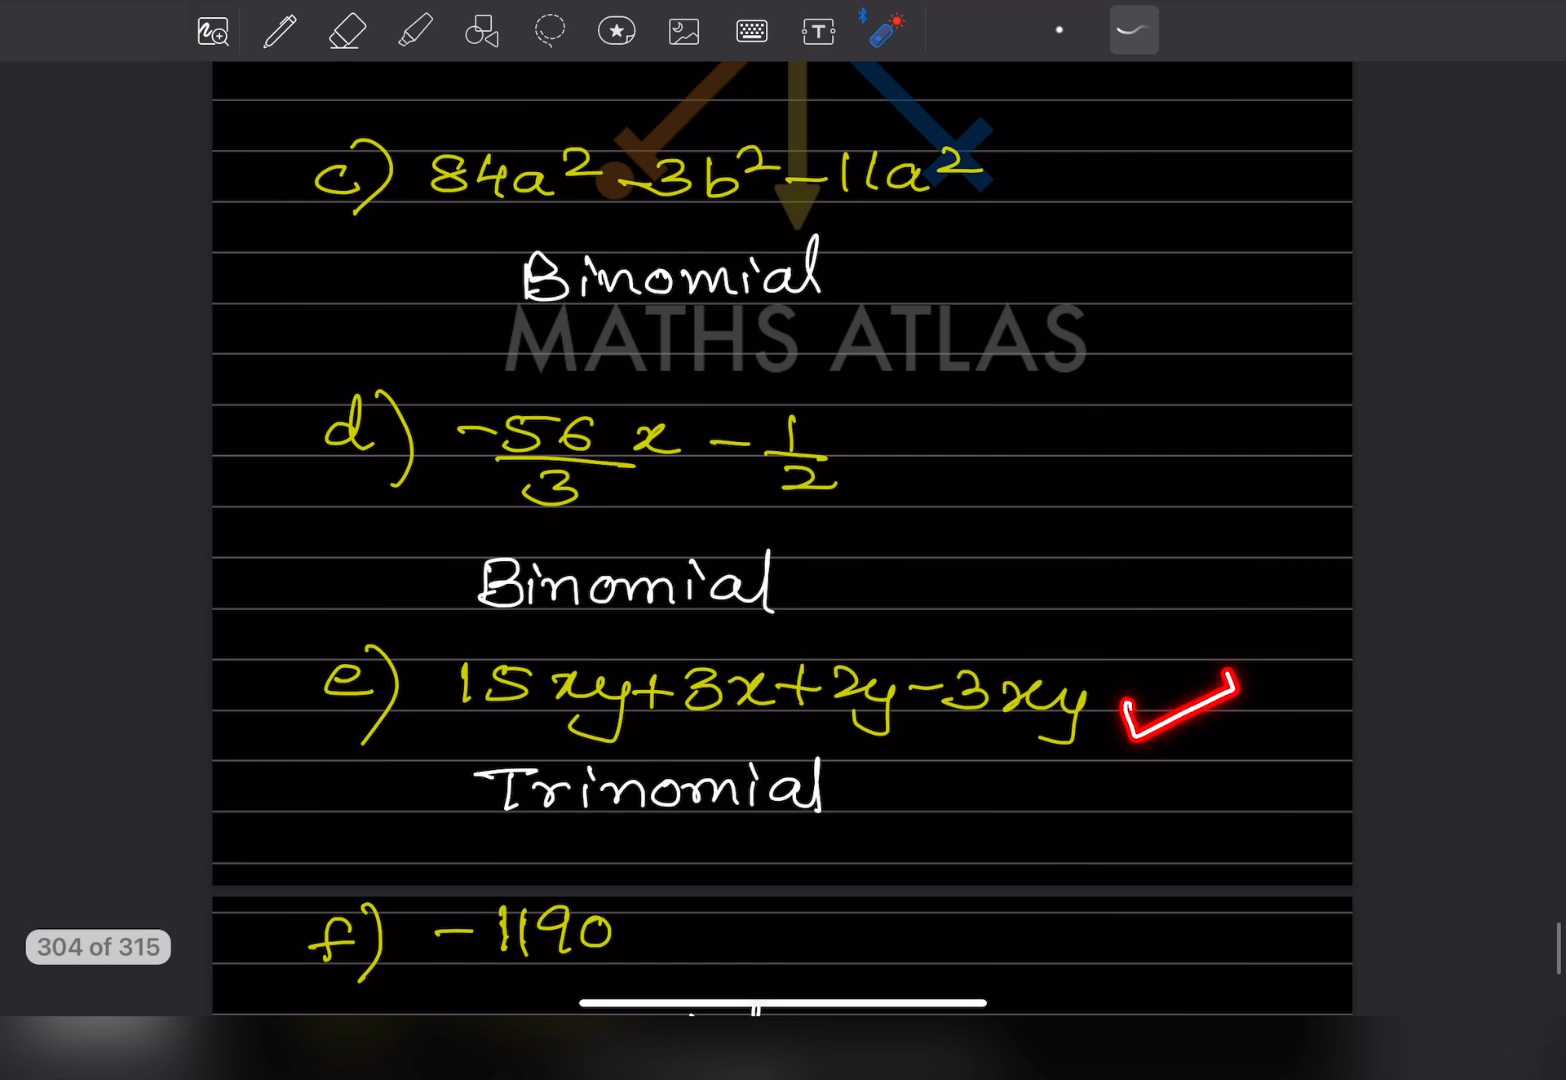 c) 84a² - 3b² - 11a²
Binomial
MATHS ATLAS
d) -56/3 x - 1/2
Binomial
e) 15xy + 3x + 2y - 3xy
Trinomial
f) - 1190
304 of 315